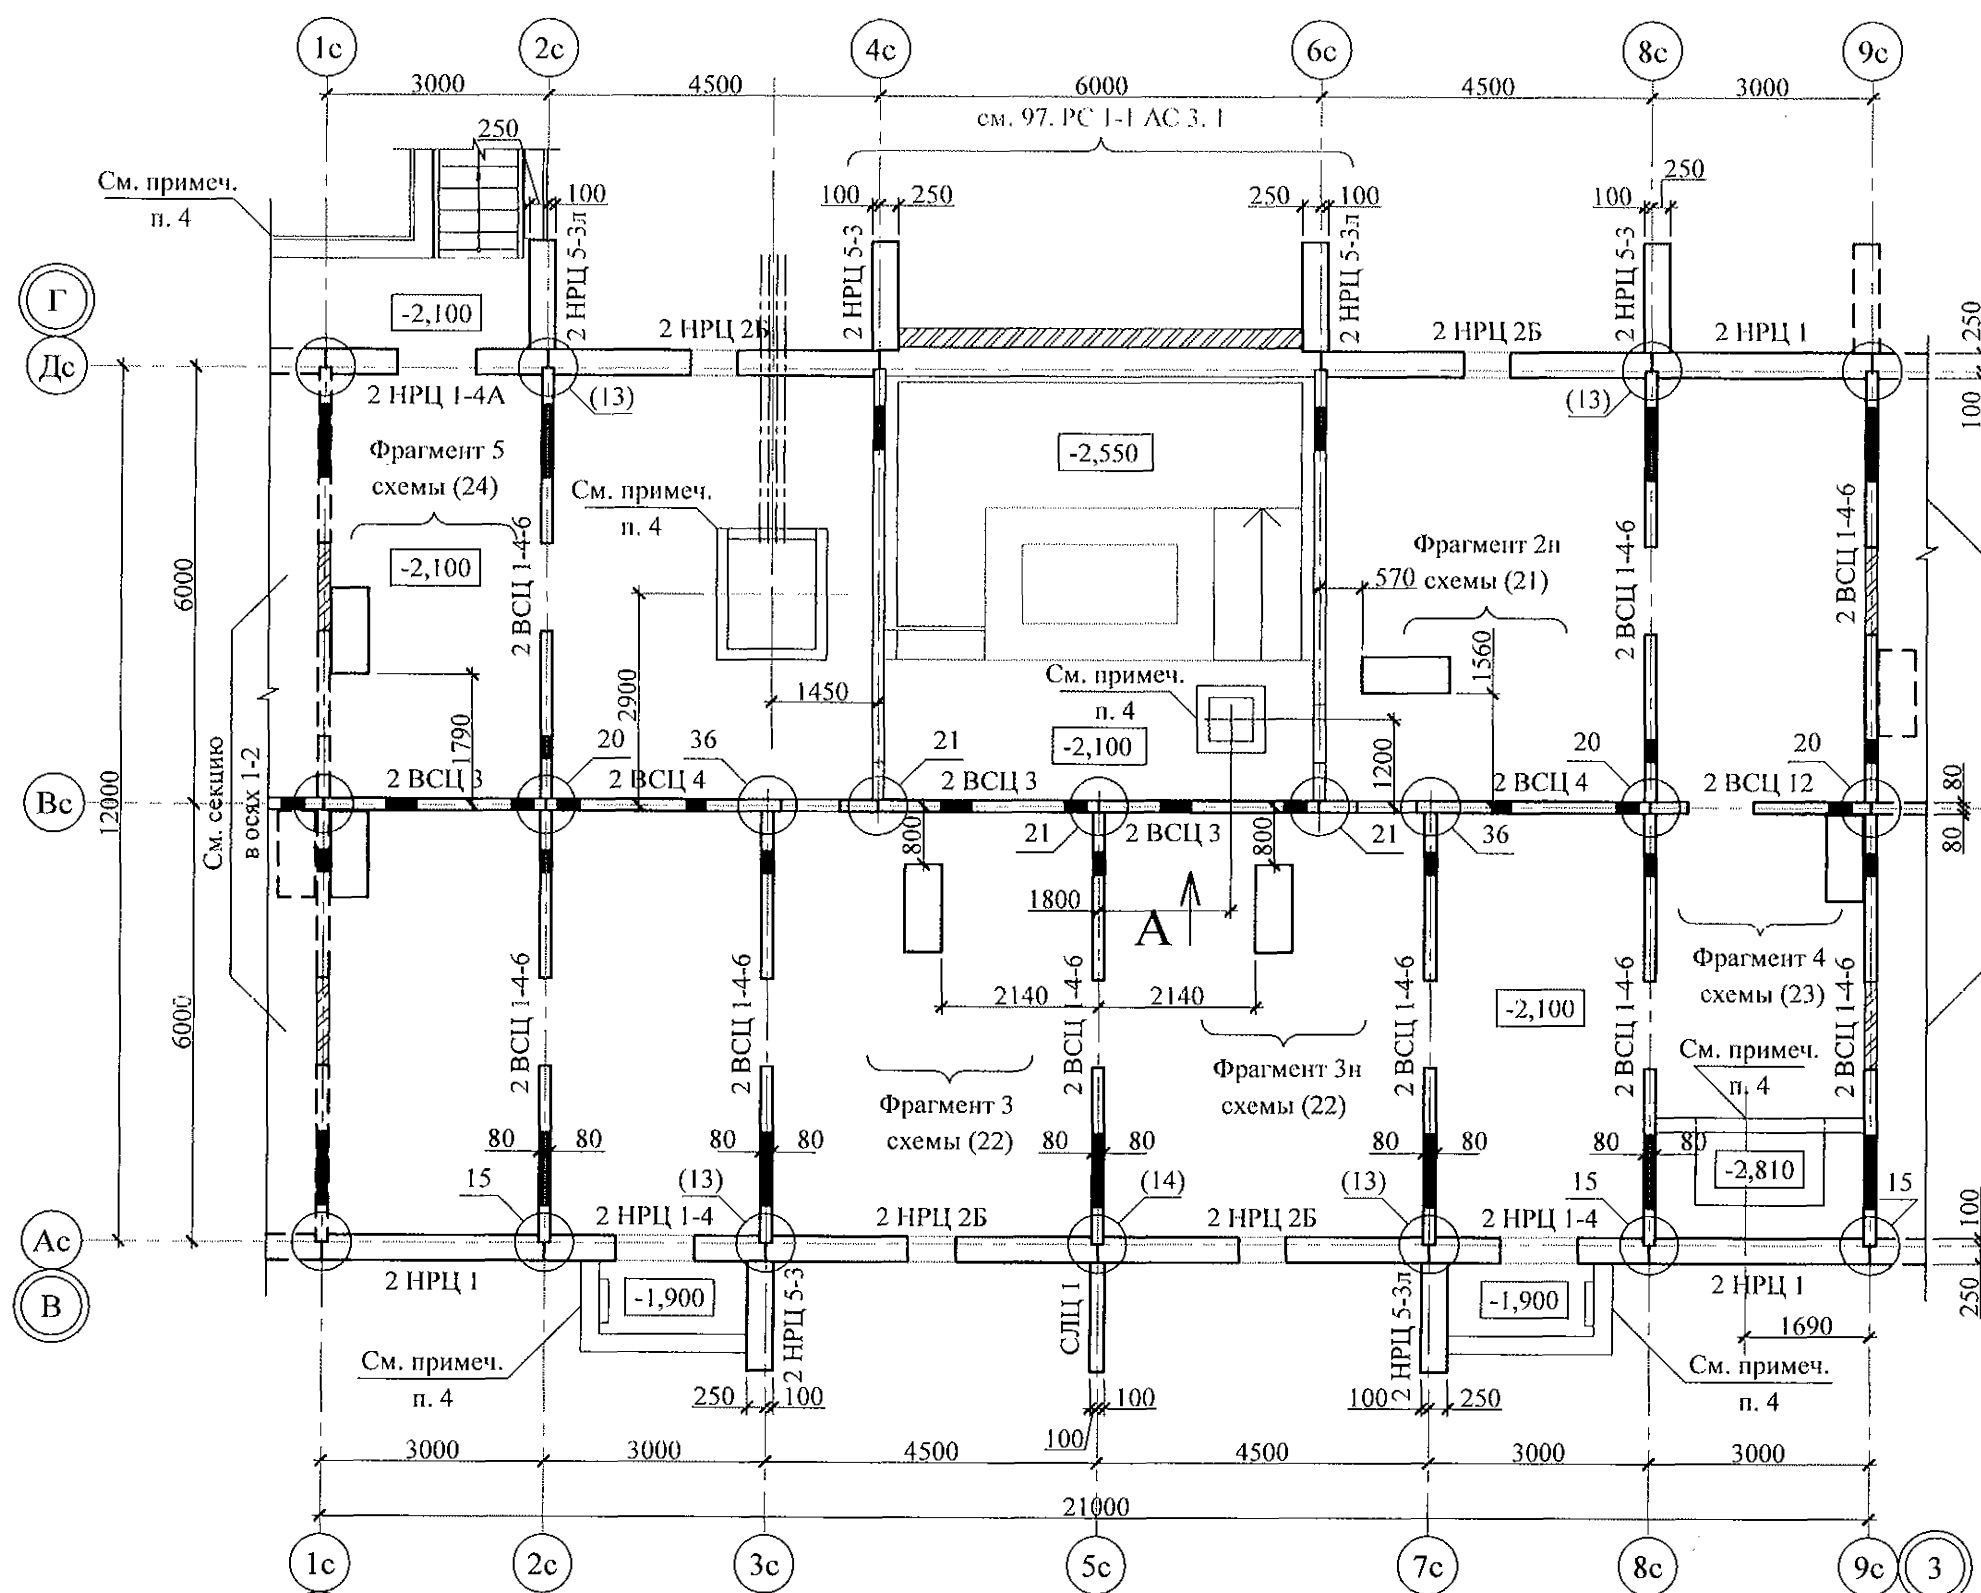 1с 2с 4с 6с 8с 9с
3000 4500 6000 4500 3000
см. 97. РС 1-1 АС 3. 1
250
См. примеч.
п. 4
100
2 НРЦ 5-3л
100 250
2 НРЦ 5-3
250 100
2 НРЦ 5-3л
100 250
2 НРЦ 5-3
Г
-2,100
2 НРЦ 2Б
2 НРЦ 2Б
2 НРЦ 1
250
Дс
2 НРЦ 1-4А
(13)
(13)
100
Фрагмент 5
схемы (24)
-2,550
См. примеч.
п. 4
-2,100
2 ВСЦ 1-4-6
Фрагмент 2н
схемы (21)
570
2 ВСЦ 1-4-6
2 ВСЦ 1-4-6
6000
12000
1560
2900
1450
См. примеч.
п. 4
-2,100
1200
1790
См. секцию
в осях 1-2
20 36 21 20 20
Вс
2 ВСЦ 3 2 ВСЦ 4 2 ВСЦ 3 2 ВСЦ 4 2 ВСЦ 12
80
80
800
21
2 ВСЦ 3
800
21 36
1800
А
2140 2140
Фрагмент 4
схемы (23)
-2,100
6000
2 ВСЦ 1-4-6
2 ВСЦ 1-4-6
2 ВСЦ 1-4-6
2 ВСЦ 1-4-6
2 ВСЦ 1-4-6
2 ВСЦ 1-4-6
Фрагмент 3
схемы (22)
Фрагмент 3н
схемы (22)
См. примеч.
п. 4
80 80 80 80 80 80 80 80 80 80
-2,810
15 (13) (14) (13) 15 15
Ас
2 НРЦ 1-4 2 НРЦ 2Б 2 НРЦ 2Б 2 НРЦ 1-4
100
250
2 НРЦ 1
2 НРЦ 1
В
-1,900
2 НРЦ 5-3
СЛЦ 1
2 НРЦ 5-3л
-1,900
1690
См. примеч.
п. 4
См. примеч.
п. 4
250 100
100
100
100 250
3000 3000 4500 4500 3000 3000
21000
1с 2с 3с 5с 7с 8с 9с 3